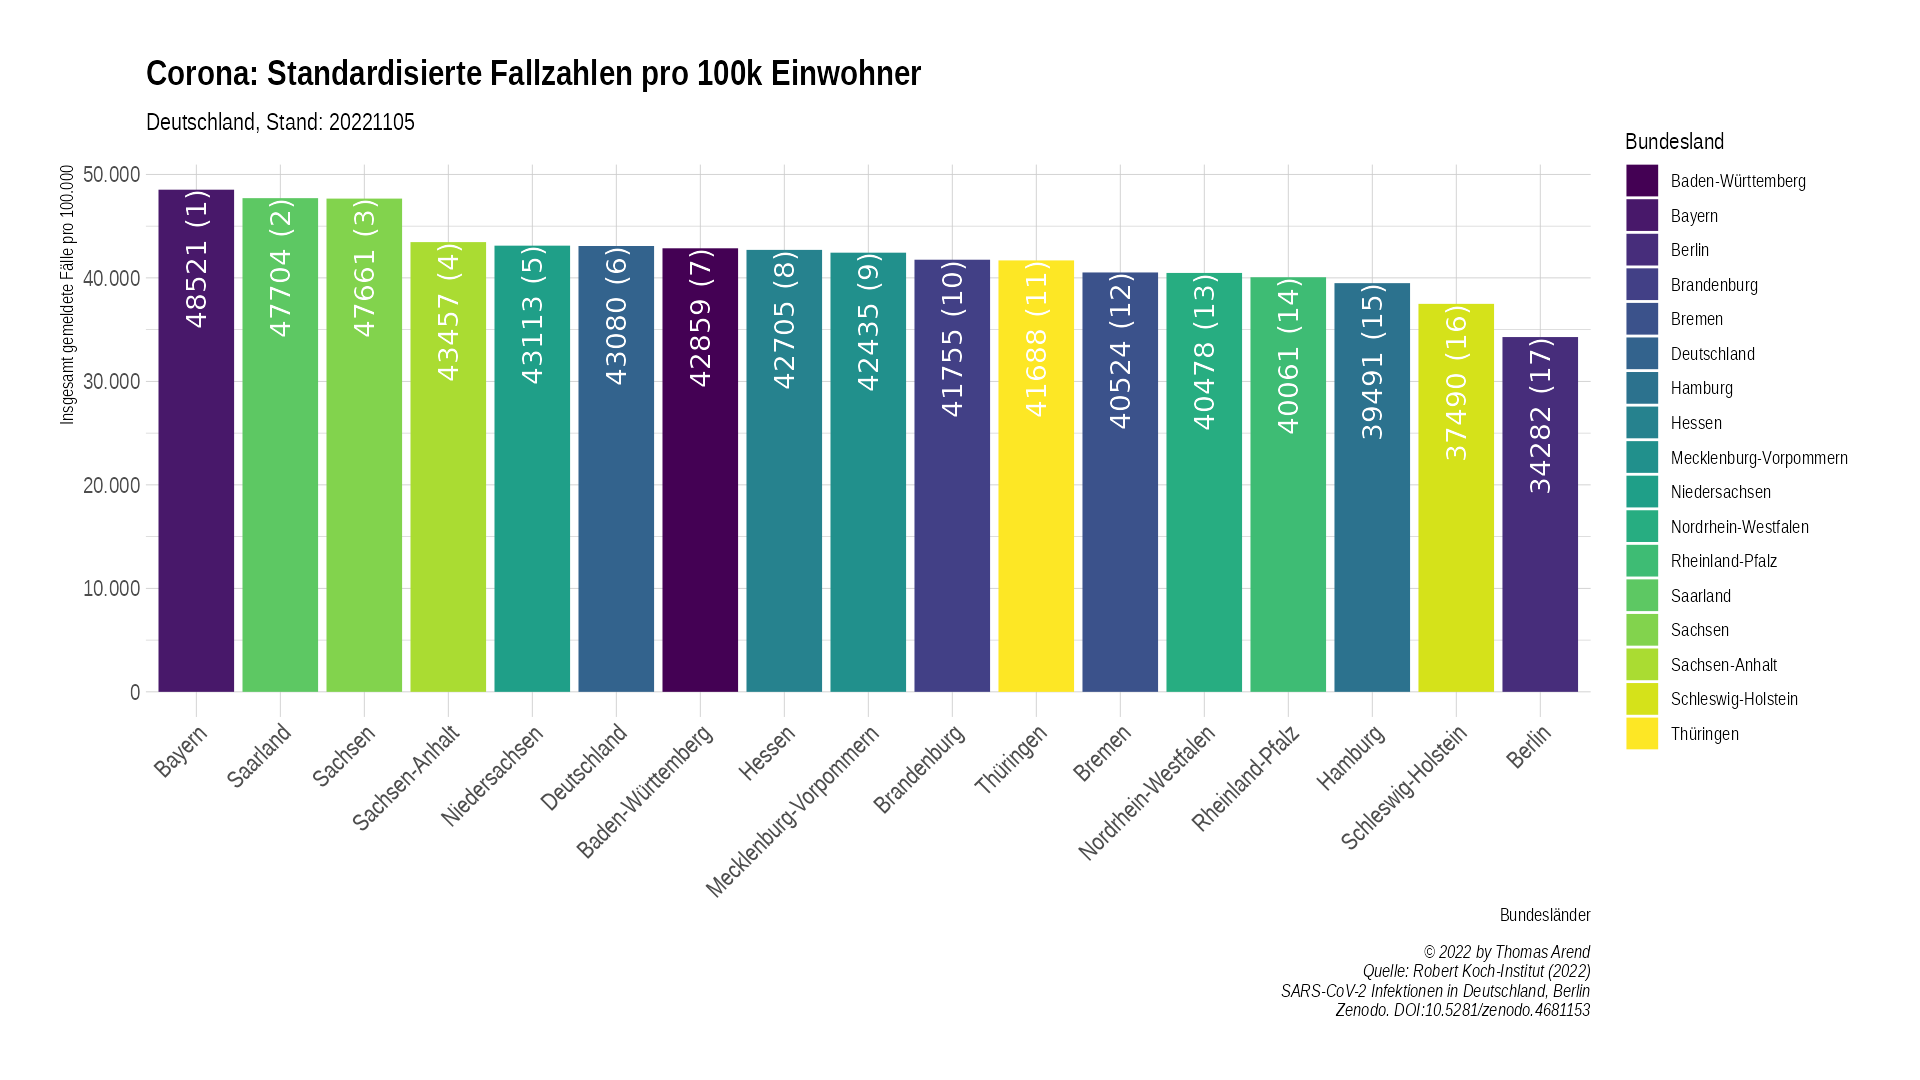 Corona: Standardisierte Fallzahlen pro 100k Einwohner
Deutschland, Stand: 20221105
Insgesamt gemeldete Fälle pro 100.000
50.000
40.000
30.000
20.000
10.000
0
48521 (1)
47704 (2)
47661 (3)
43457 (4)
43113 (5)
43080 (6)
42859 (7)
42705 (8)
42435 (9)
41755 (10)
41688 (11)
40524 (12)
40478 (13)
40061 (14)
39491 (15)
37490 (16)
34282 (17)
Bayern
Saarland
Sachsen
Sachsen-Anhalt
Niedersachsen
Deutschland
Baden-Württemberg
Hessen
Mecklenburg-Vorpommern
Brandenburg
Thüringen
Bremen
Nordrhein-Westfalen
Rheinland-Pfalz
Hamburg
Schleswig-Holstein
Berlin
Bundesländer
Bundesland
Baden-Württemberg
Bayern
Berlin
Brandenburg
Bremen
Deutschland
Hamburg
Hessen
Mecklenburg-Vorpommern
Niedersachsen
Nordrhein-Westfalen
Rheinland-Pfalz
Saarland
Sachsen
Sachsen-Anhalt
Schleswig-Holstein
Thüringen
© 2022 by Thomas Arend
Quelle: Robert Koch-Institut (2022)
SARS-CoV-2 Infektionen in Deutschland, Berlin
Zenodo. DOI:10.5281/zenodo.4681153